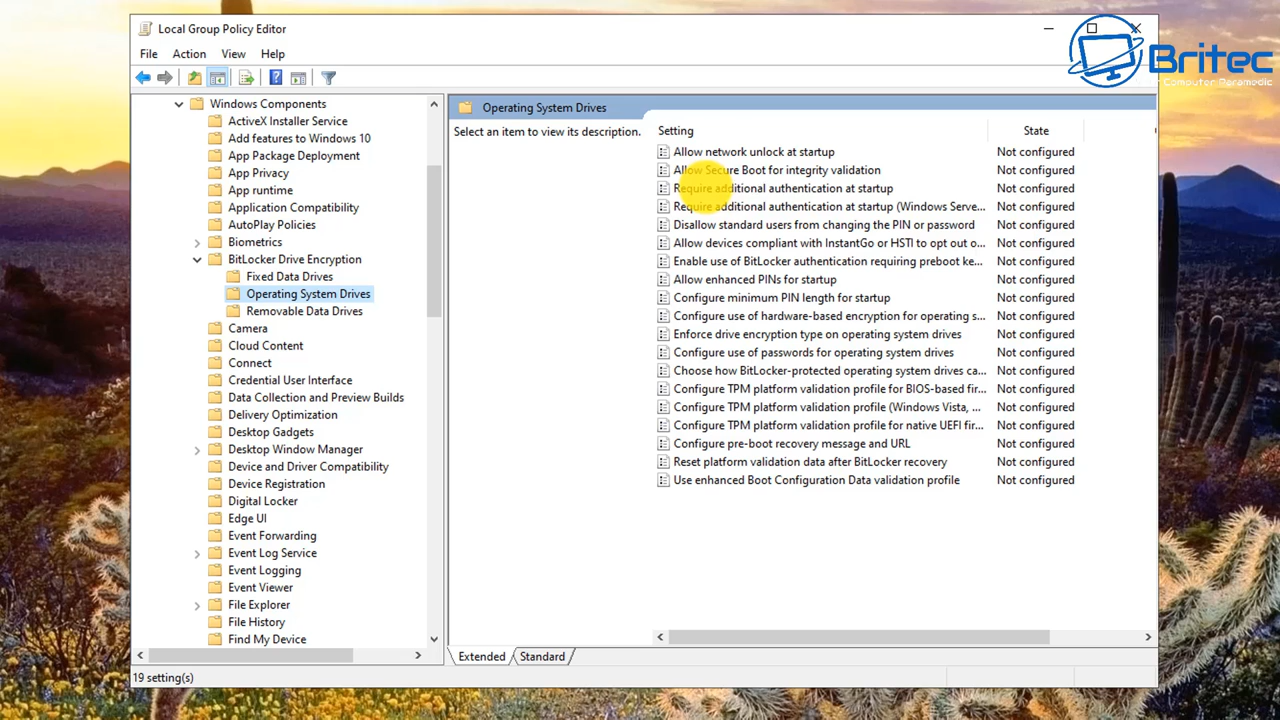 Local Group Policy Editor
File Action View Help
Windows Components
ActiveX Installer Service
Add features to Windows 10
App Package Deployment
App Privacy
App runtime
Application Compatibility
AutoPlay Policies
Biometrics
BitLocker Drive Encryption
Fixed Data Drives
Operating System Drives
Removable Data Drives
Camera
Cloud Content
Connect
Credential User Interface
Data Collection and Preview Builds
Delivery Optimization
Desktop Gadgets
Desktop Window Manager
Device and Driver Compatibility
Device Registration
Digital Locker
Edge UI
Event Forwarding
Event Log Service
Event Logging
Event Viewer
File Explorer
File History
Find My Device
Operating System Drives
Select an item to view its description.
Setting State
Allow network unlock at startup Not configured
Allow Secure Boot for integrity validation Not configured
Require additional authentication at startup Not configured
Require additional authentication at startup (Windows Serve... Not configured
Disallow standard users from changing the PIN or password Not configured
Allow devices compliant with InstantGo or HSTI to opt out o... Not configured
Enable use of BitLocker authentication requiring preboot ke... Not configured
Allow enhanced PINs for startup Not configured
Configure minimum PIN length for startup Not configured
Configure use of hardware-based encryption for operating s... Not configured
Enforce drive encryption type on operating system drives Not configured
Configure use of passwords for operating system drives Not configured
Choose how BitLocker-protected operating system drives ca... Not configured
Configure TPM platform validation profile for BIOS-based fir... Not configured
Configure TPM platform validation profile (Windows Vista, ... Not configured
Configure TPM platform validation profile for native UEFI fir... Not configured
Configure pre-boot recovery message and URL Not configured
Reset platform validation data after BitLocker recovery Not configured
Use enhanced Boot Configuration Data validation profile Not configured
Extended Standard
19 setting(s)
Britec
Computer Paramedic